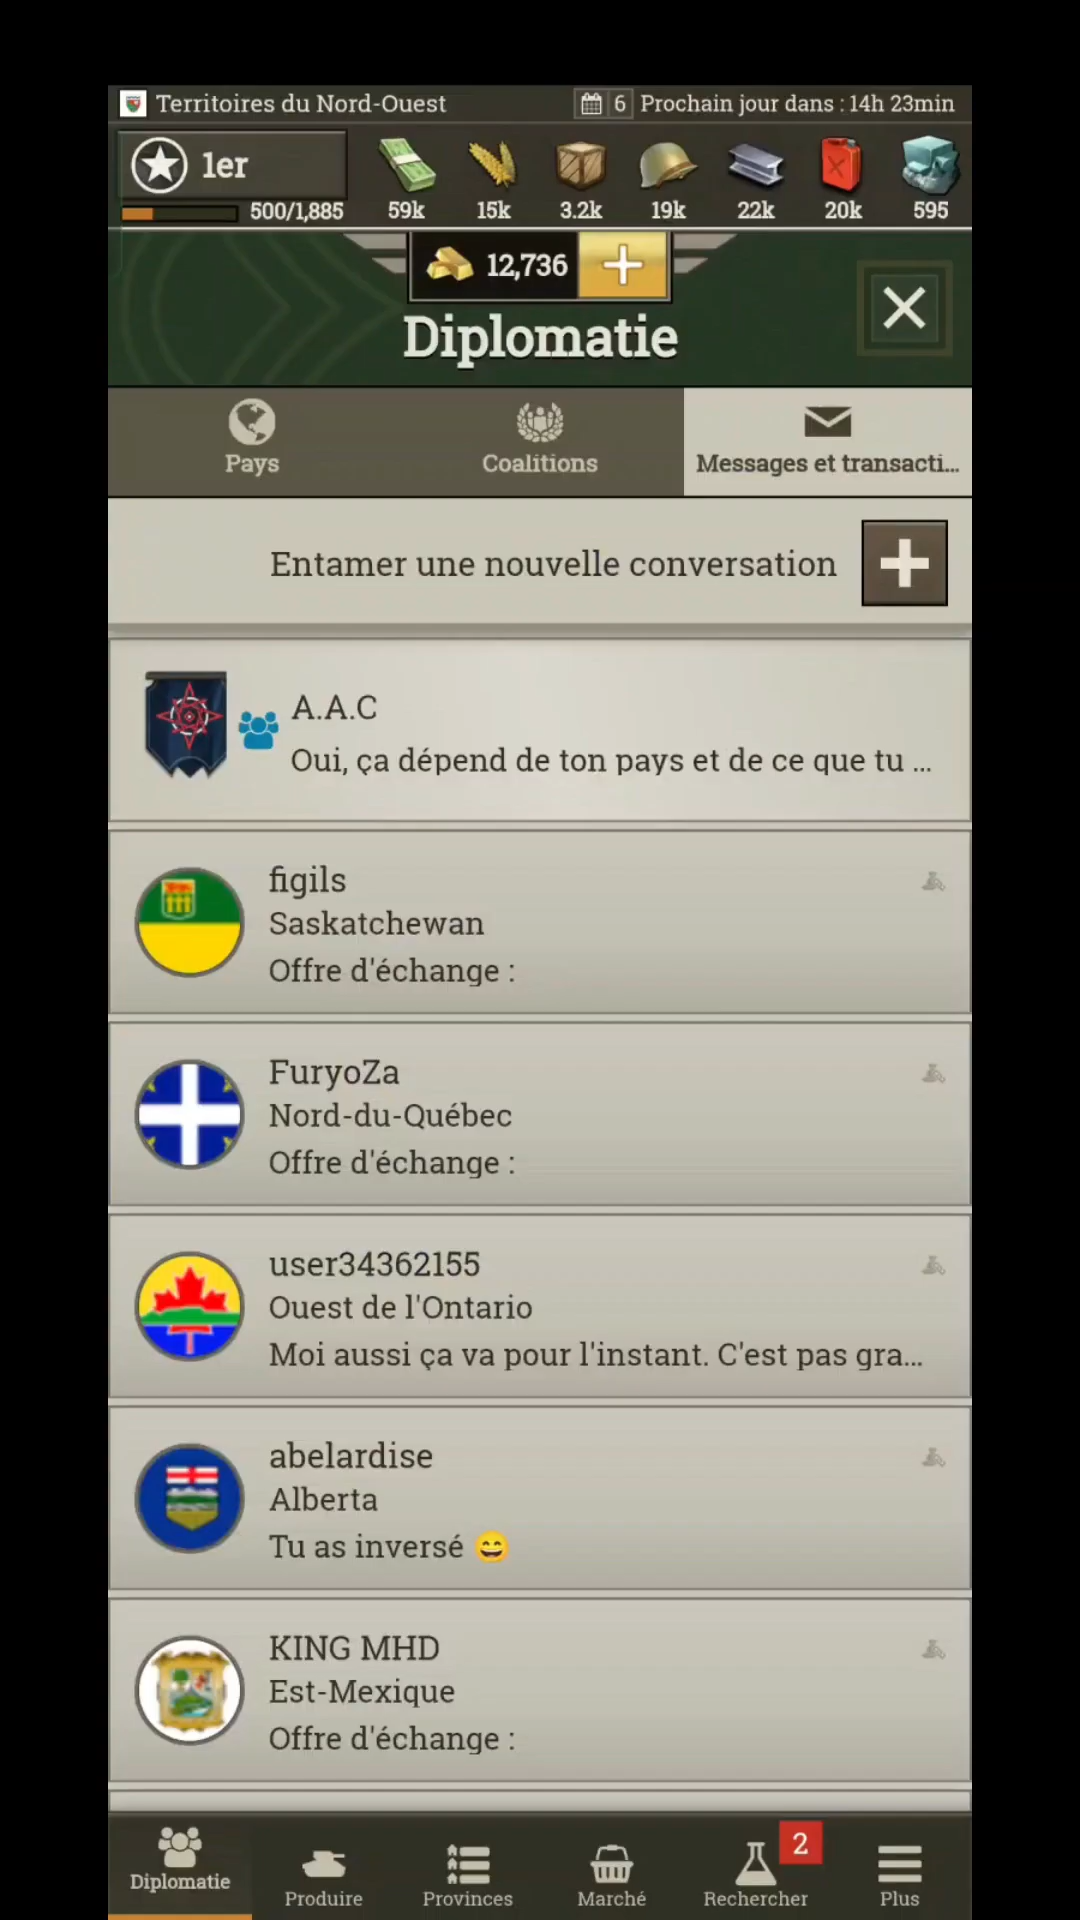 Territoires du Nord-Ouest
6 Prochain jour dans : 14h 23min
1er
500/1,885
59k 15k 3.2k 19k 22k 20k 595
12,736
Diplomatie
Pays Coalitions Messages et transacti...
Entamer une nouvelle conversation
A.A.C
Oui, ça dépend de ton pays et de ce que tu ...
figils
Saskatchewan
Offre d'échange :
FuryoZa
Nord-du-Québec
Offre d'échange :
user34362155
Ouest de l'Ontario
Moi aussi ça va pour l'instant. C'est pas gra...
abelardise
Alberta
Tu as inversé 😄
KING MHD
Est-Mexique
Offre d'échange :
2
Diplomatie Produire Provinces Marché Rechercher Plus